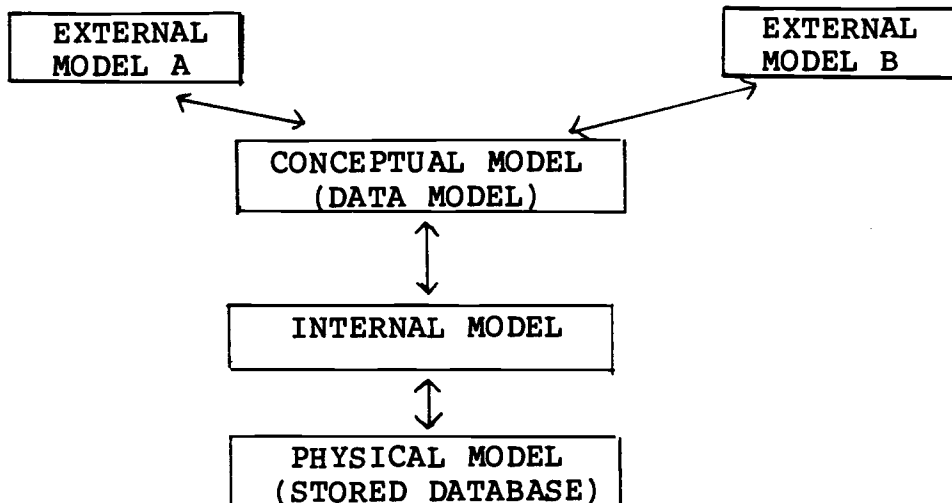 EXTERNAL
MODEL A
EXTERNAL
MODEL B
CONCEPTUAL MODEL
(DATA MODEL)
INTERNAL MODEL
PHYSICAL MODEL
(STORED DATABASE)